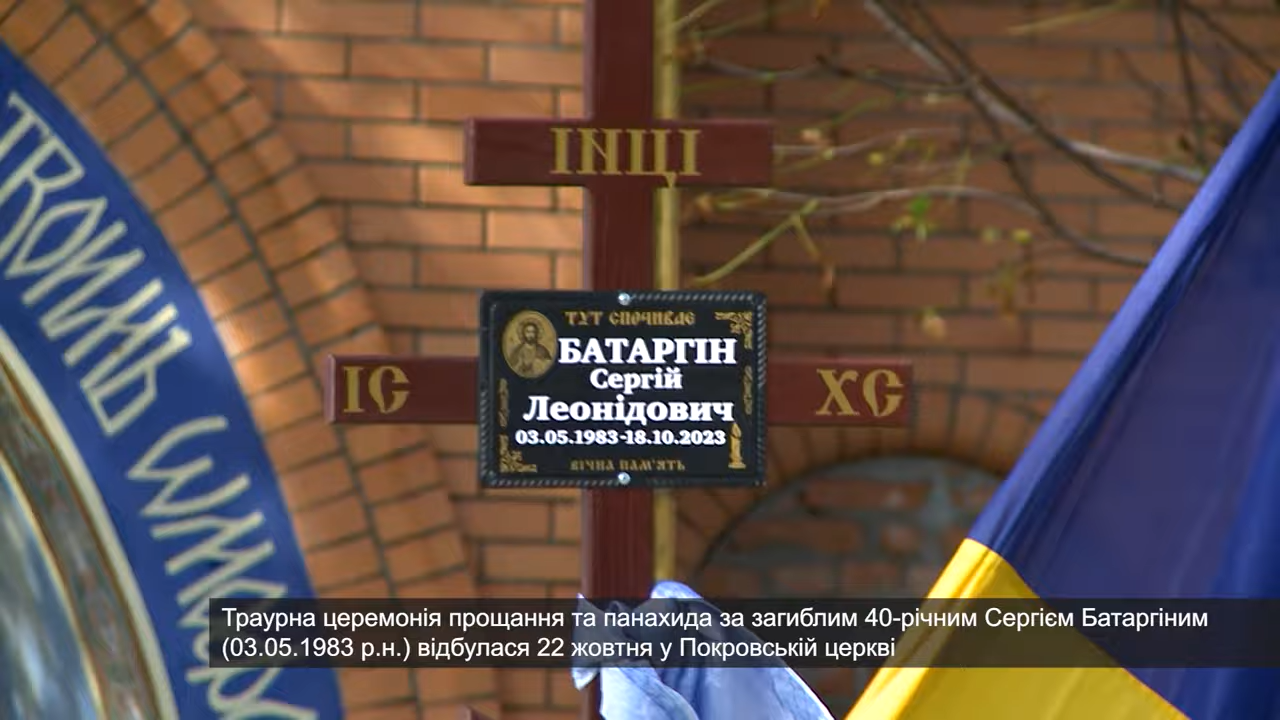 ІНЦІ
ТУТ СПОЧИВАЄ
БАТАРГІН
Сергій
Леонідович
03.05.1983-18.10.2023
ВІЧНА ПАМ'ЯТЬ
ІС
ХС
Траурна церемонія прощання та панахида за загиблим 40-річним Сергієм Батаргіним
(03.05.1983 р.н.) відбулася 22 жовтня у Покровській церкві